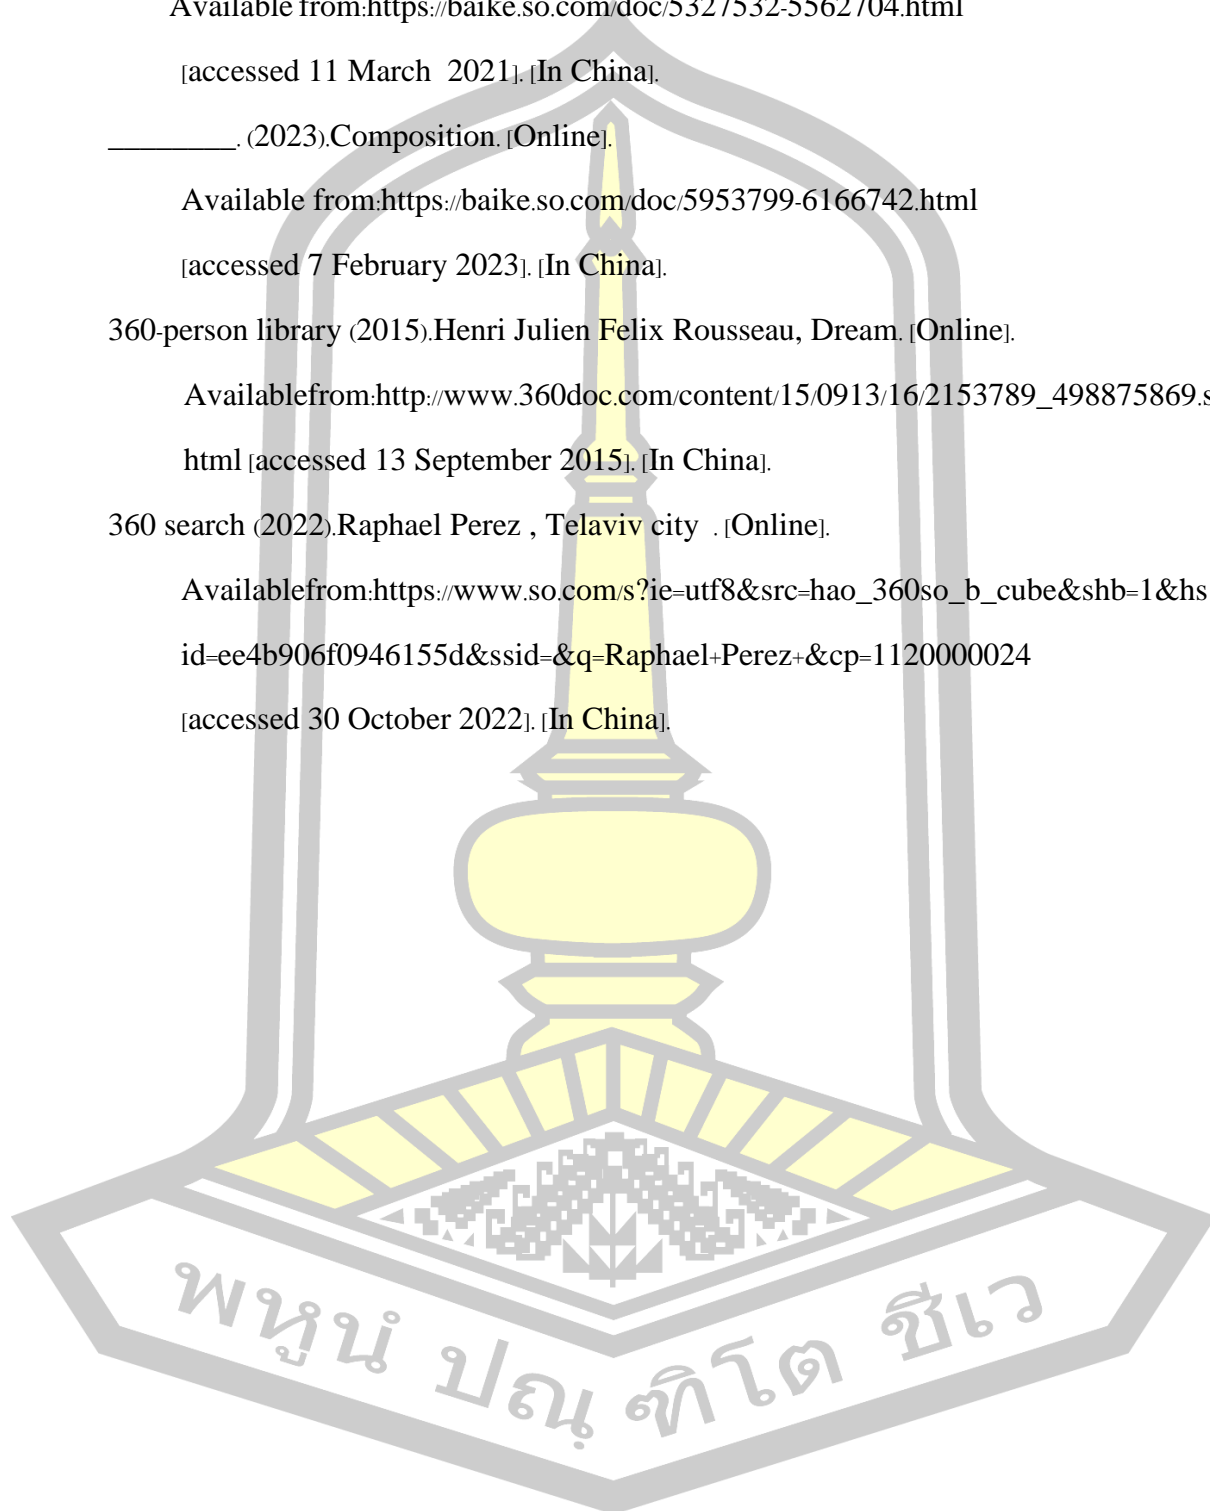 Available from:https://baike.so.com/doc/5327532-5562704.html
[accessed 11 March  2021]. [In China].
________. (2023).Composition. [Online].
Available from:https://baike.so.com/doc/5953799-6166742.html
[accessed 7 February 2023]. [In China].
360-person library (2015).Henri Julien Felix Rousseau, Dream. [Online].
Availablefrom:http://www.360doc.com/content/15/0913/16/2153789_498875869.s
html [accessed 13 September 2015]. [In China].
360 search (2022).Raphael Perez , Telaviv city  . [Online].
Availablefrom:https://www.so.com/s?ie=utf8&src=hao_360so_b_cube&shb=1&hs
id=ee4b906f0946155d&ssid=&q=Raphael+Perez+&cp=1120000024
[accessed 30 October 2022]. [In China].
พหูนํ ปณฺฑิโต ชีเว